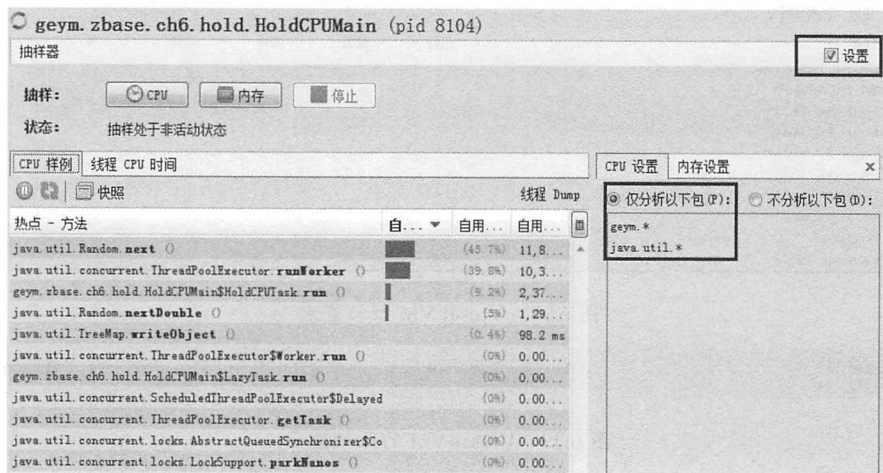 geym.zbase.ch6.hold.HoldCPUMain (pid 8104)
抽样器
设置
抽样: CPU 内存 停止
状态: 抽样处于非活动状态
CPU 样例 线程 CPU 时间
快照 线程 Dump
热点 - 方法 自... 自用... 自用...
java.util.Random.next () (45.7%) 11,8...
java.util.concurrent.ThreadPoolExecutor.runWorker () (39.8%) 10,3...
geym.zbase.ch6.hold.HoldCPUMain$HoldCPUTask.run () (9.2%) 2,37...
java.util.Random.nextDouble () (5%) 1,29...
java.util.TreeMap.writeObject () (0.4%) 98.2 ms
java.util.concurrent.ThreadPoolExecutor$Worker.run () (0%) 0.00...
geym.zbase.ch6.hold.HoldCPUMain$LazyTask.run () (0%) 0.00...
java.util.concurrent.ScheduledThreadPoolExecutor$Delayed (0%) 0.00...
java.util.concurrent.ThreadPoolExecutor.getTask () (0%) 0.00...
java.util.concurrent.locks.AbstractQueuedSynchronizer$Co (0%) 0.00...
java.util.concurrent.locks.LockSupport.parkNanos () (0%) 0.00...
CPU 设置 内存设置 x
仅分析以下包(P): 不分析以下包(D):
geym.*
java.util.*